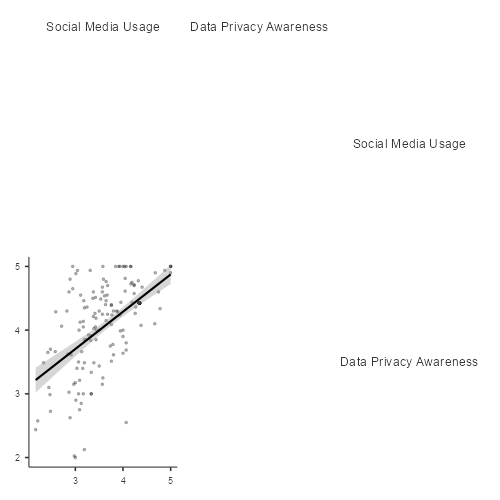 Social Media Usage Data Privacy Awareness
Social Media Usage
5
4
Data Privacy Awareness
3
2
3 4 5